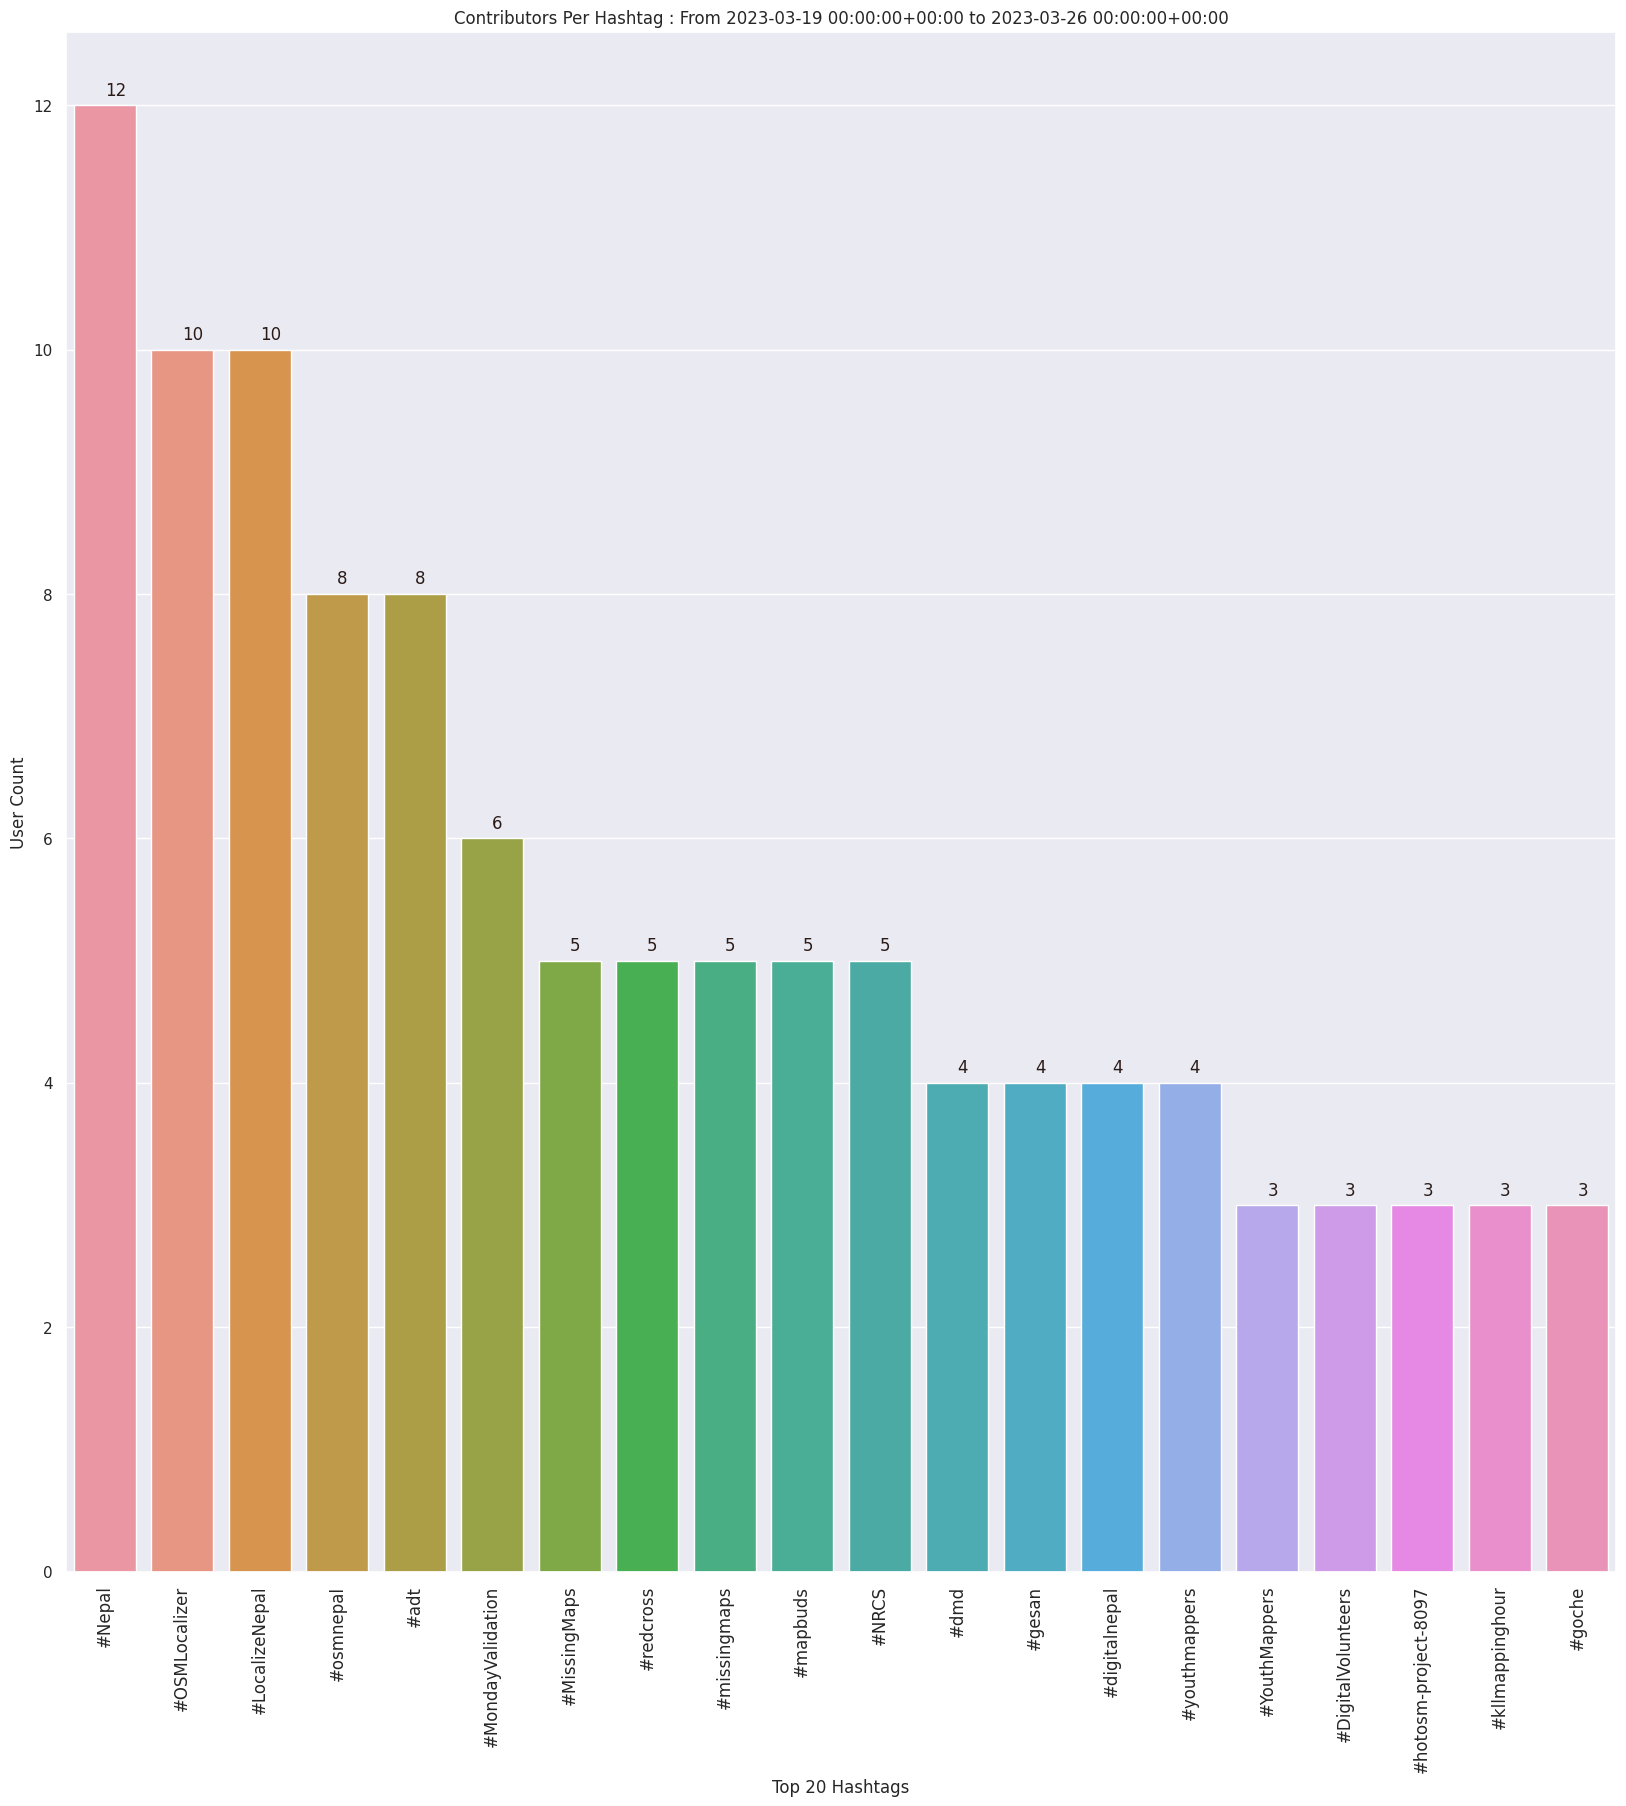 Contributors Per Hashtag : From 2023-03-19 00:00:00+00:00 to 2023-03-26 00:00:00+00:00
User Count
12
10
8
6
4
2
0
12
10
10
8
8
6
5
5
5
5
5
4
4
4
4
3
3
3
3
3
#Nepal
#OSMLocalizer
#LocalizeNepal
#osmnepal
#adt
#MondayValidation
#MissingMaps
#redcross
#missingmaps
#mapbuds
#NRCS
#dmd
#gesan
#digitalnepal
#youthmappers
#YouthMappers
#DigitalVolunteers
#hotosm-project-8097
#kllmappinghour
#goche
Top 20 Hashtags